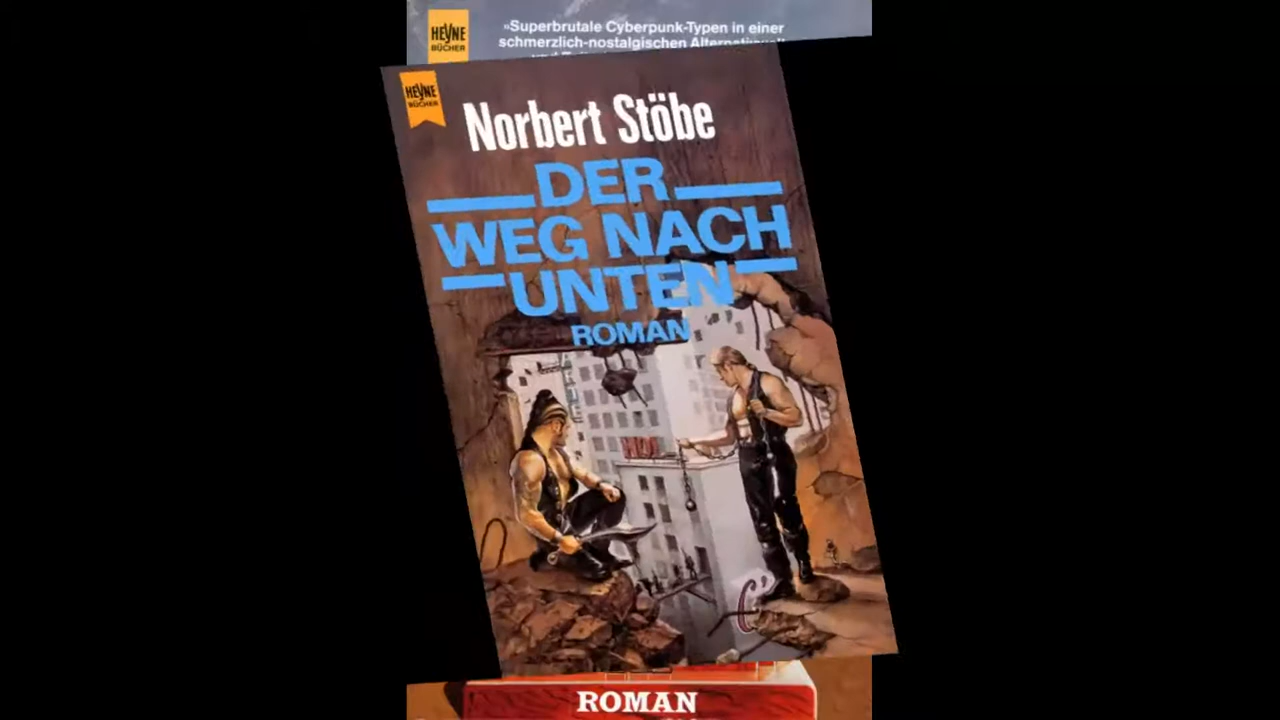 HEYNE
BÜCHER
»Superbrutale Cyberpunk-Typen in einer
schmerzlich-nostalgischen
HEYNE
BÜCHER
Norbert Stöbe
DER
WEG NACH
UNTEN
ROMAN
ROMAN